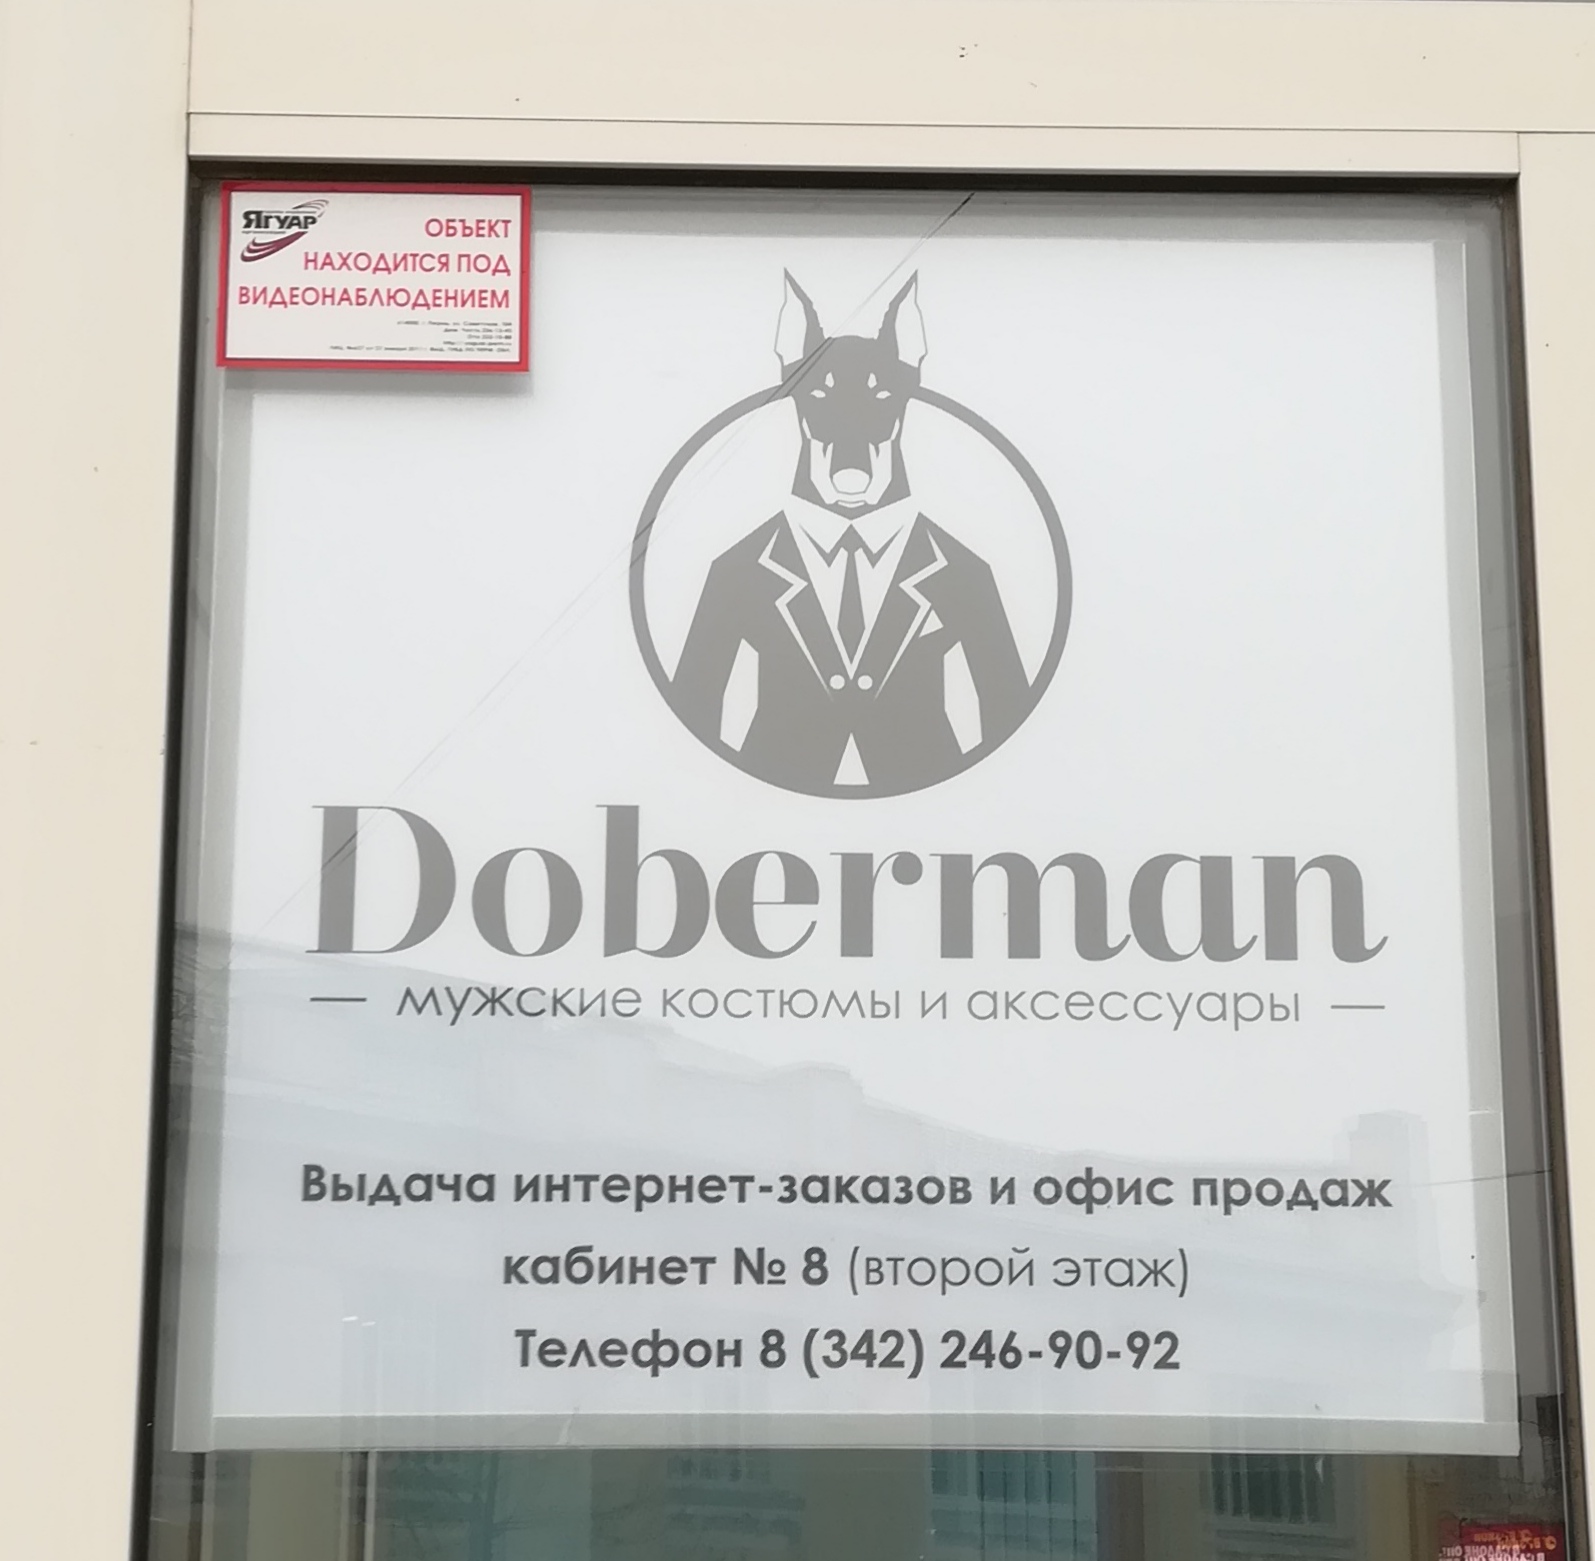 ЯГУАР
ОБЪЕКТ
НАХОДИТСЯ ПОД
ВИДЕОНАБЛЮДЕНИЕМ
Doberman
— мужские костюмы и аксессуары —
Выдача интернет-заказов и офис продаж
кабинет № 8 (второй этаж)
Телефон 8 (342) 246-90-92